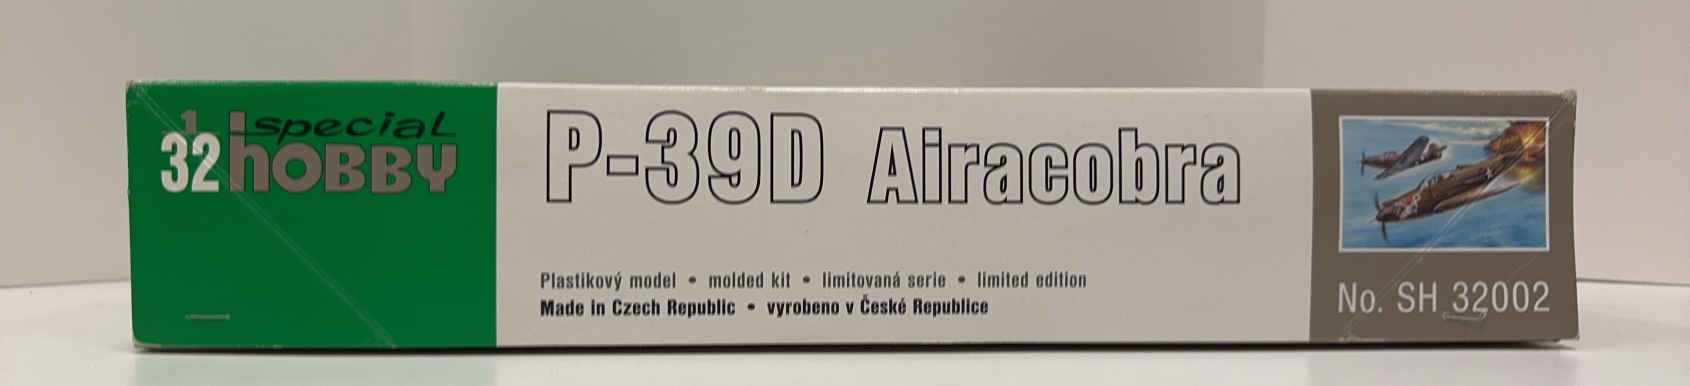 1
32
special
hOBBY
P-39D Airacobra
Plastikový model • molded kit • limitovaná serie • limited edition
Made in Czech Republic • vyrobeno v České Republice
No. SH 32002